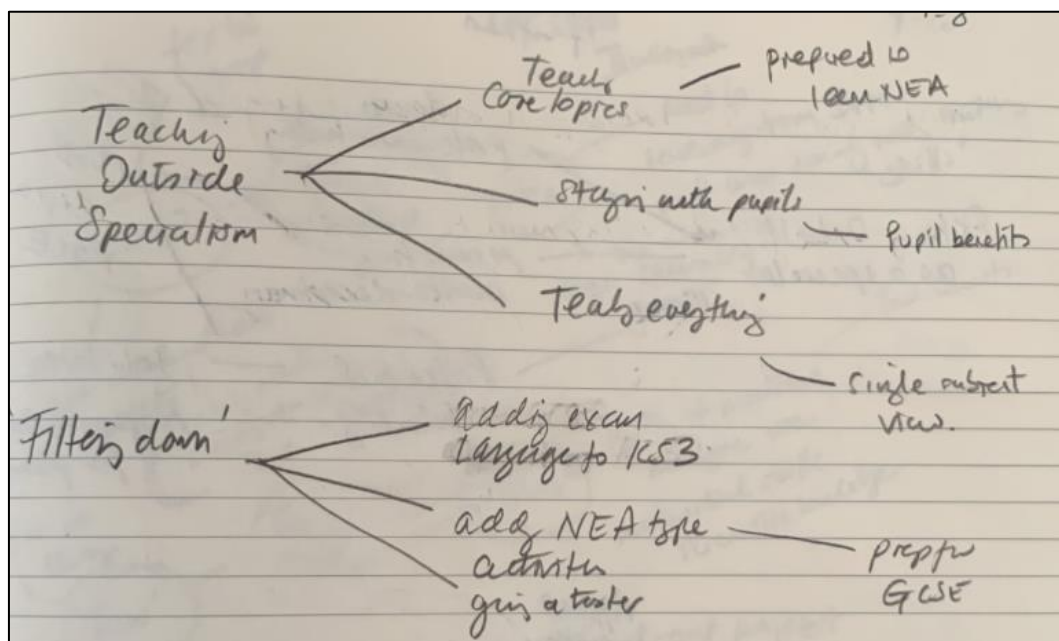 Teaching
Outside
Specialism
Teach
Core topics
prepared to
learn NEA
Staying with pupils
Pupil benefits
Teach everything
Single subject
view.
'Filtering down'
adding exam
language to KS3.
adding NEA type
activities
giving a taster
prep for
GCSE